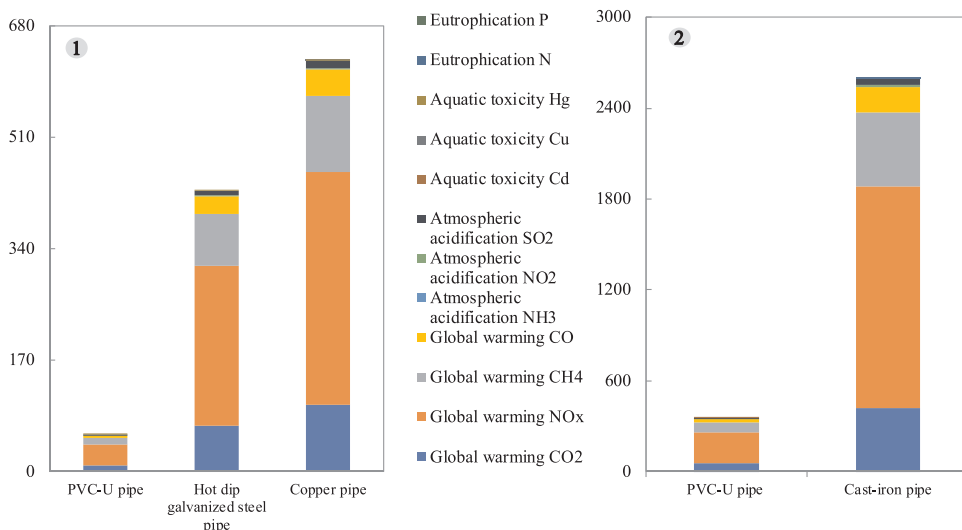 680
510
340
170
0
1
PVC-U pipe
Hot dip
galvanized steel
pipe
Copper pipe
Eutrophication P
Eutrophication N
Aquatic toxicity Hg
Aquatic toxicity Cu
Aquatic toxicity Cd
Atmospheric
acidification SO2
Atmospheric
acidification NO2
Atmospheric
acidification NH3
Global warming CO
Global warming CH4
Global warming NOx
Global warming CO2
3000
2400
1800
1200
600
0
2
PVC-U pipe
Cast-iron pipe